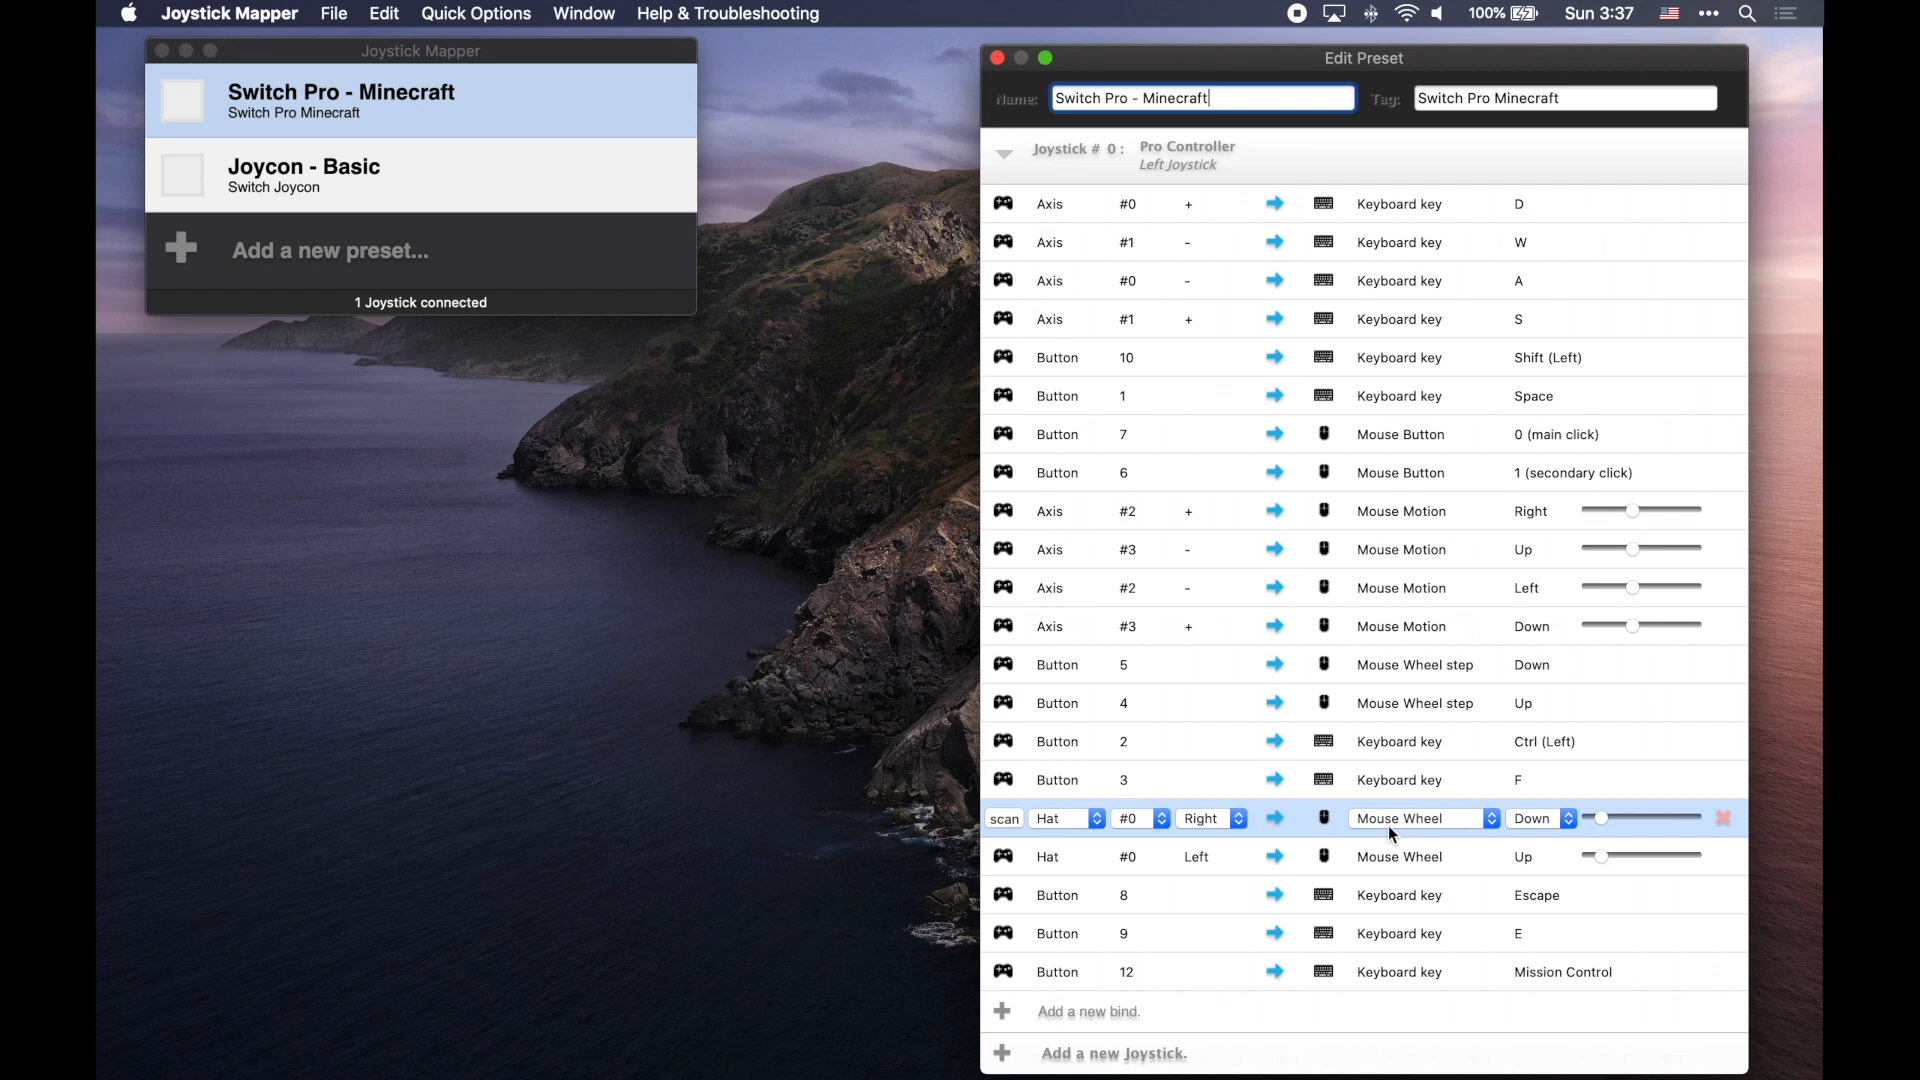 Joystick Mapper File Edit Quick Options Window Help & Troubleshooting 100% Sun 3:37
Joystick Mapper
Switch Pro - Minecraft
Switch Pro Minecraft
Joycon - Basic
Switch Joycon
Add a new preset...
1 Joystick connected
Edit Preset
Name: Switch Pro - Minecraft Tag: Switch Pro Minecraft
Joystick # 0 : Pro Controller
Left Joystick
Axis #0 + Keyboard key D
Axis #1 - Keyboard key W
Axis #0 - Keyboard key A
Axis #1 + Keyboard key S
Button 10 Keyboard key Shift (Left)
Button 1 Keyboard key Space
Button 7 Mouse Button 0 (main click)
Button 6 Mouse Button 1 (secondary click)
Axis #2 + Mouse Motion Right
Axis #3 - Mouse Motion Up
Axis #2 - Mouse Motion Left
Axis #3 + Mouse Motion Down
Button 5 Mouse Wheel step Down
Button 4 Mouse Wheel step Up
Button 2 Keyboard key Ctrl (Left)
Button 3 Keyboard key F
scan Hat #0 Right Mouse Wheel Down
Hat #0 Left Mouse Wheel Up
Button 8 Keyboard key Escape
Button 9 Keyboard key E
Button 12 Keyboard key Mission Control
Add a new bind.
Add a new Joystick.